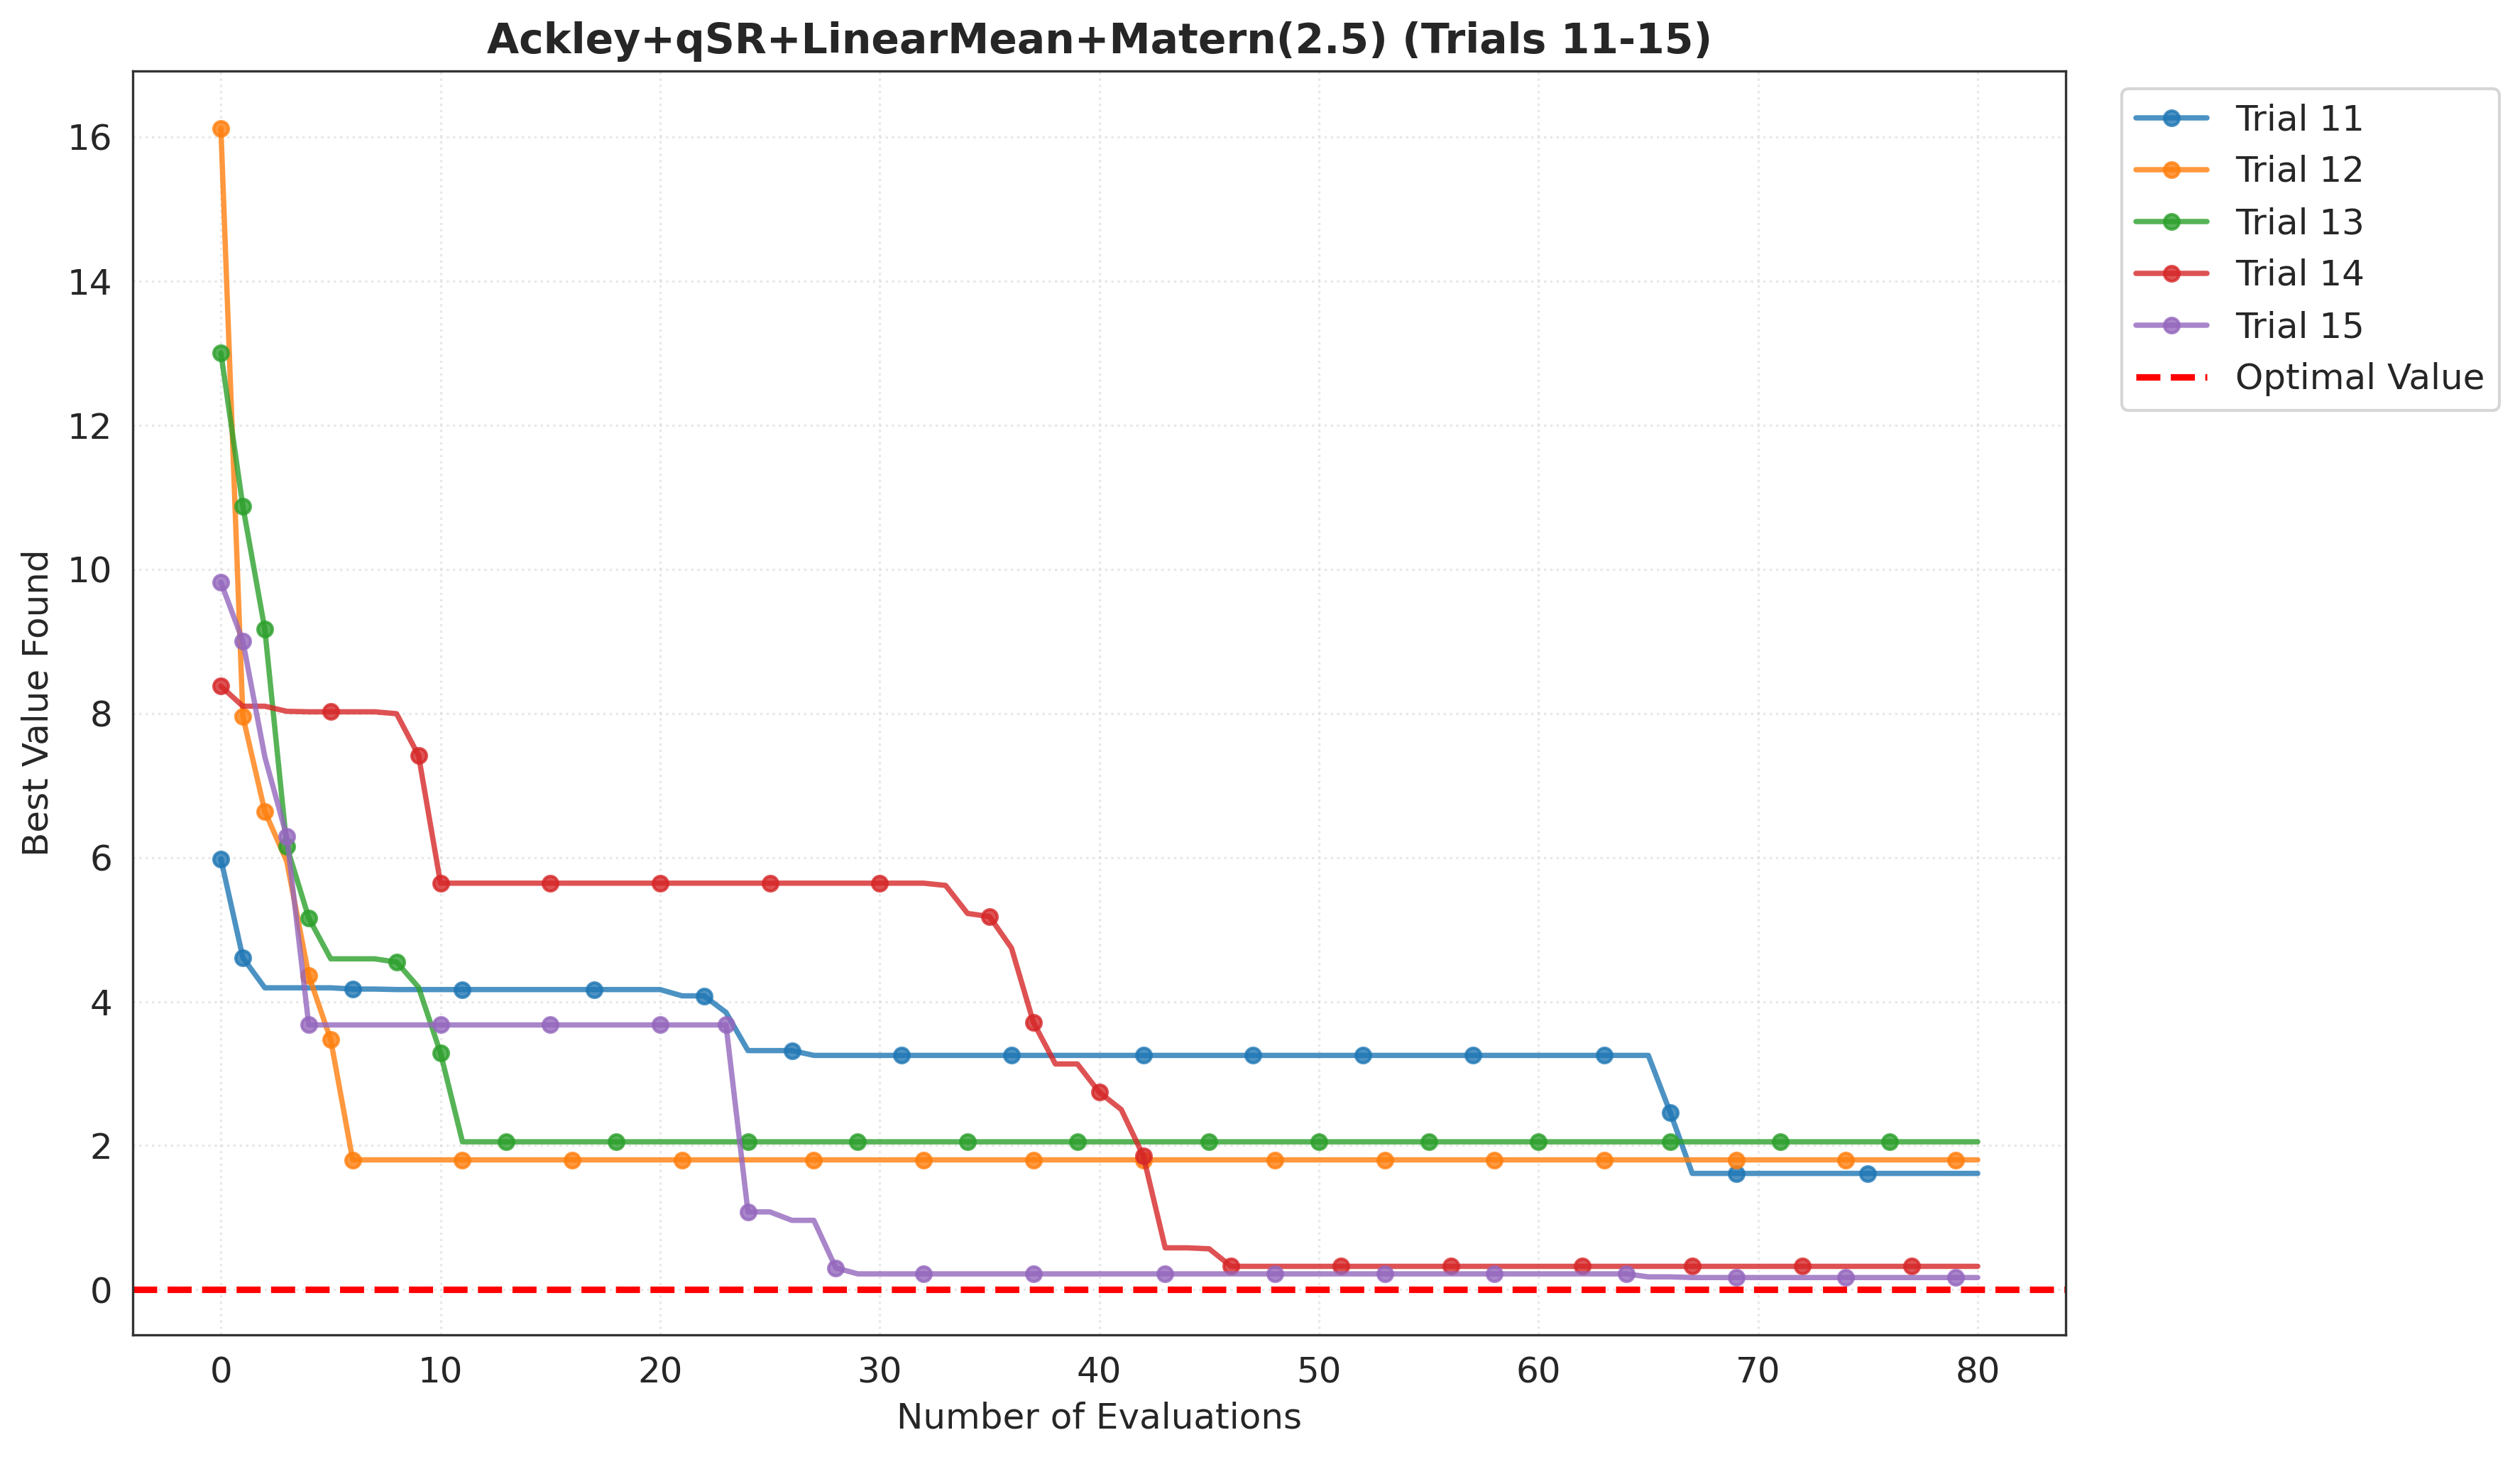 Ackley+qSR+LinearMean+Matern(2.5) (Trials 11-15)
Best Value Found
16
14
12
10
8
6
4
2
0
0 10 20 30 40 50 60 70 80
Number of Evaluations
Trial 11
Trial 12
Trial 13
Trial 14
Trial 15
Optimal Value